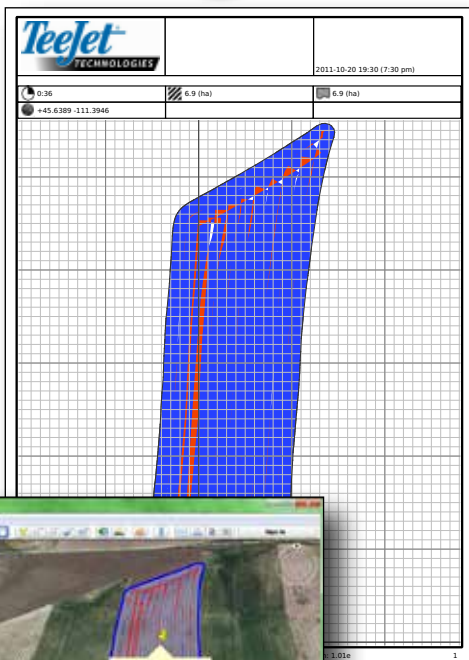 TeeJet
TECHNOLOGIES
2011-10-20 19:30 (7:30 pm)
0:36
6.9 (ha)
6.9 (ha)
+45.6389 -111.3946
1.01e
1